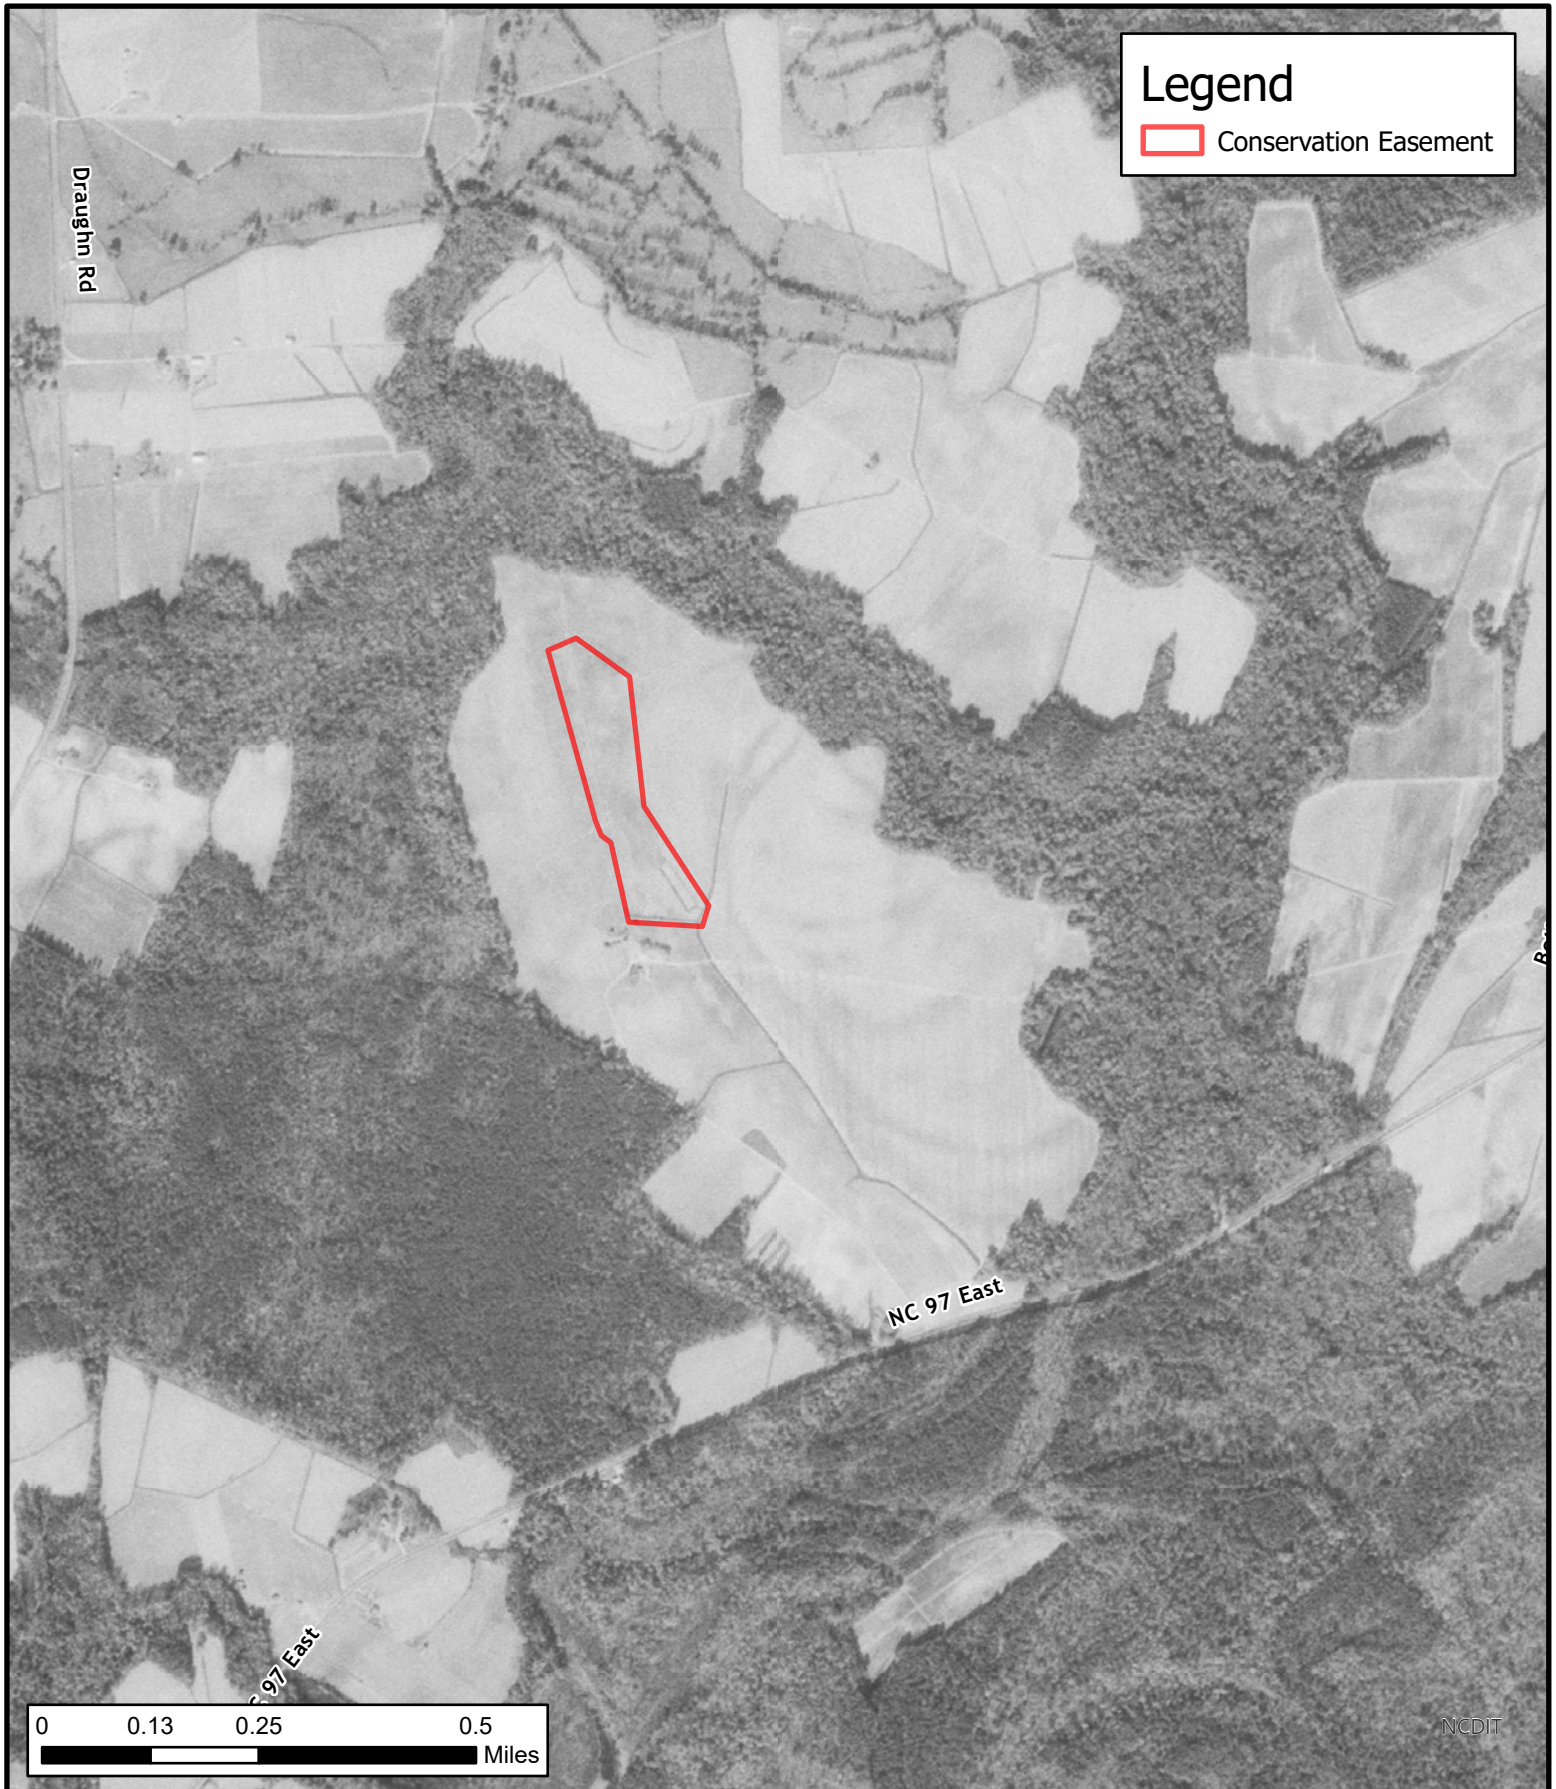 Legend
Conservation Easement
Draughn Rd
NC 97 East
97 East
0 0.13 0.25 0.5
Miles
NCDIT